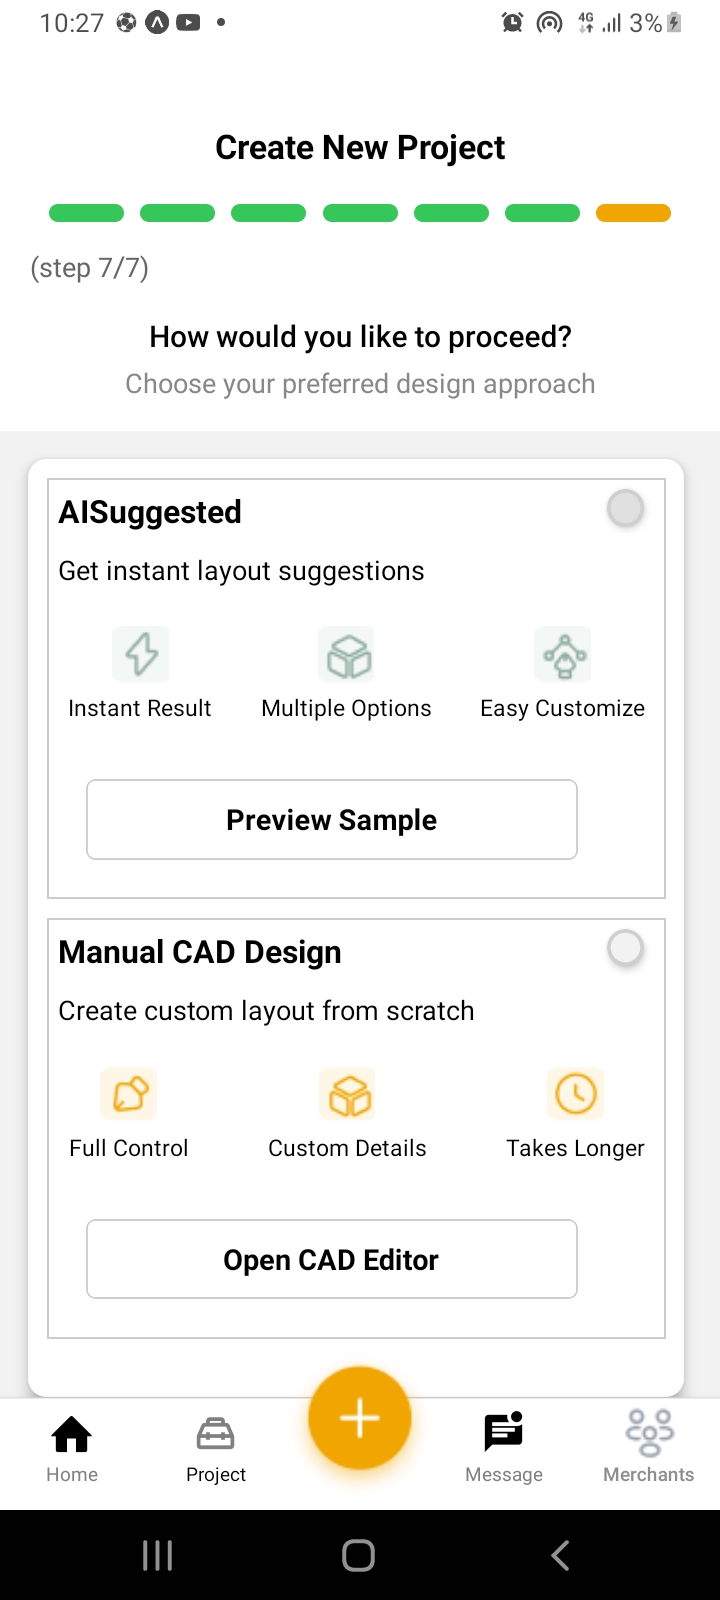 10:27
4G 3%
Create New Project
(step 7/7)
How would you like to proceed?
Choose your preferred design approach
AISuggested
Get instant layout suggestions
Instant Result Multiple Options Easy Customize
Preview Sample
Manual CAD Design
Create custom layout from scratch
Full Control Custom Details Takes Longer
Open CAD Editor
Home Project Message Merchants